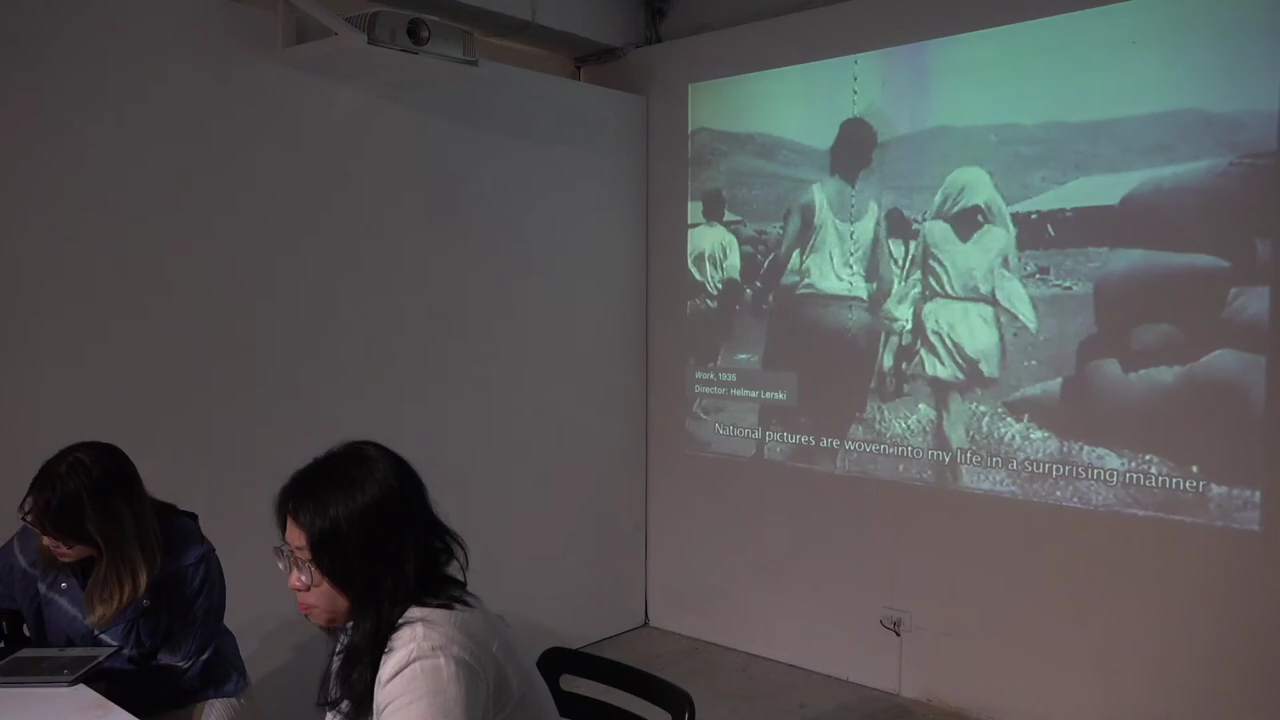 Work, 1935
Director: Helmar Lerski
National pictures are woven into my life in a surprising manner